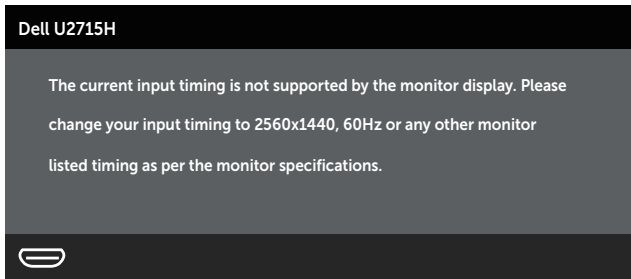 Dell U2715H
The current input timing is not supported by the monitor display. Please
change your input timing to 2560x1440, 60Hz or any other monitor
listed timing as per the monitor specifications.